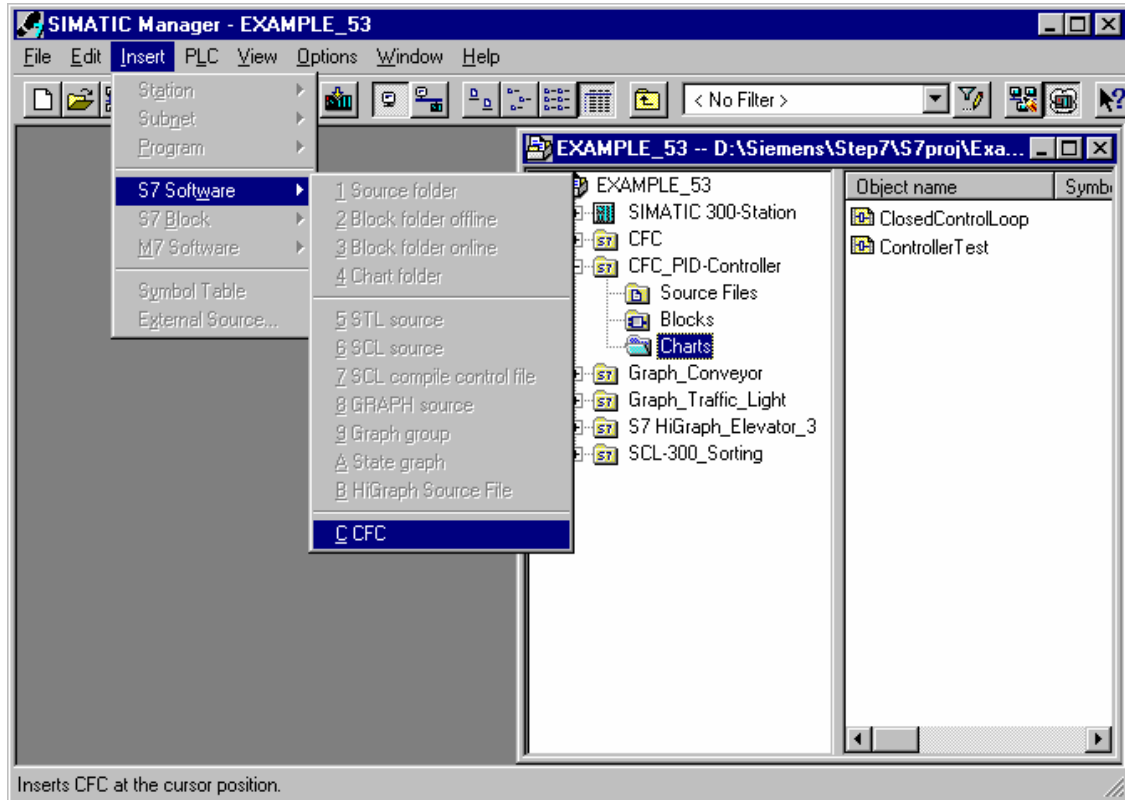 SIMATIC Manager - EXAMPLE_53
File Edit Insert PLC View Options Window Help
< No Filter >
Station
Subnet
Program
S7 Software
S7 Block
M7 Software
Symbol Table
External Source...
1 Source folder
2 Block folder offline
3 Block folder online
4 Chart folder
5 STL source
6 SCL source
7 SCL compile control file
8 GRAPH source
9 Graph group
A State graph
B HiGraph Source File
C CFC
EXAMPLE_53 -- D:\Siemens\Step7\S7proj\Exa...
EXAMPLE_53
SIMATIC 300-Station
CFC
CFC_PID-Controller
Source Files
Blocks
Charts
Graph_Conveyor
Graph_Traffic_Light
S7 HiGraph_Elevator_3
SCL-300_Sorting
Object name Symb
ClosedControlLoop
ControllerTest
Inserts CFC at the cursor position.